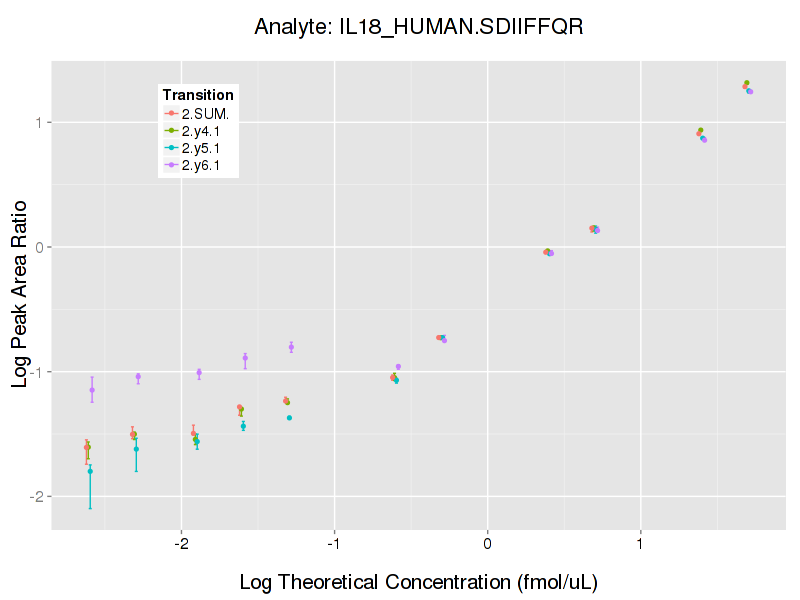 Analyte: IL18_HUMAN.SDIIFFQR
Transition
2.SUM.
2.y4.1
2.y5.1
2.y6.1
1
0
-1
-2
Log Peak Area Ratio
-2 -1 0 1
Log Theoretical Concentration (fmol/uL)